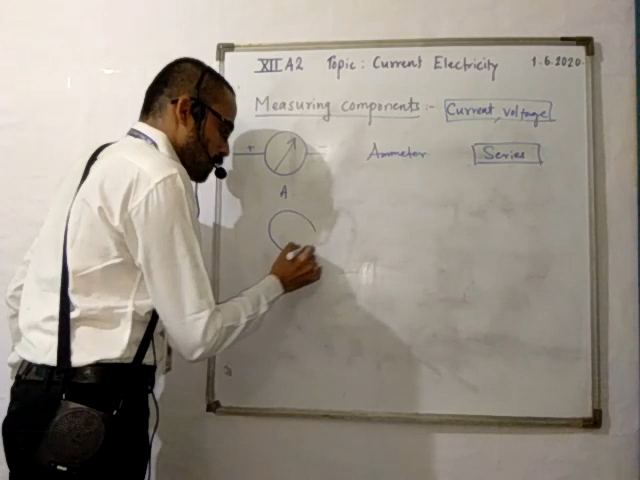 XII A2 Topic : Current Electricity 1.6.2020.
Measuring components :- Current, voltage
+ -
Ammeter Series
A